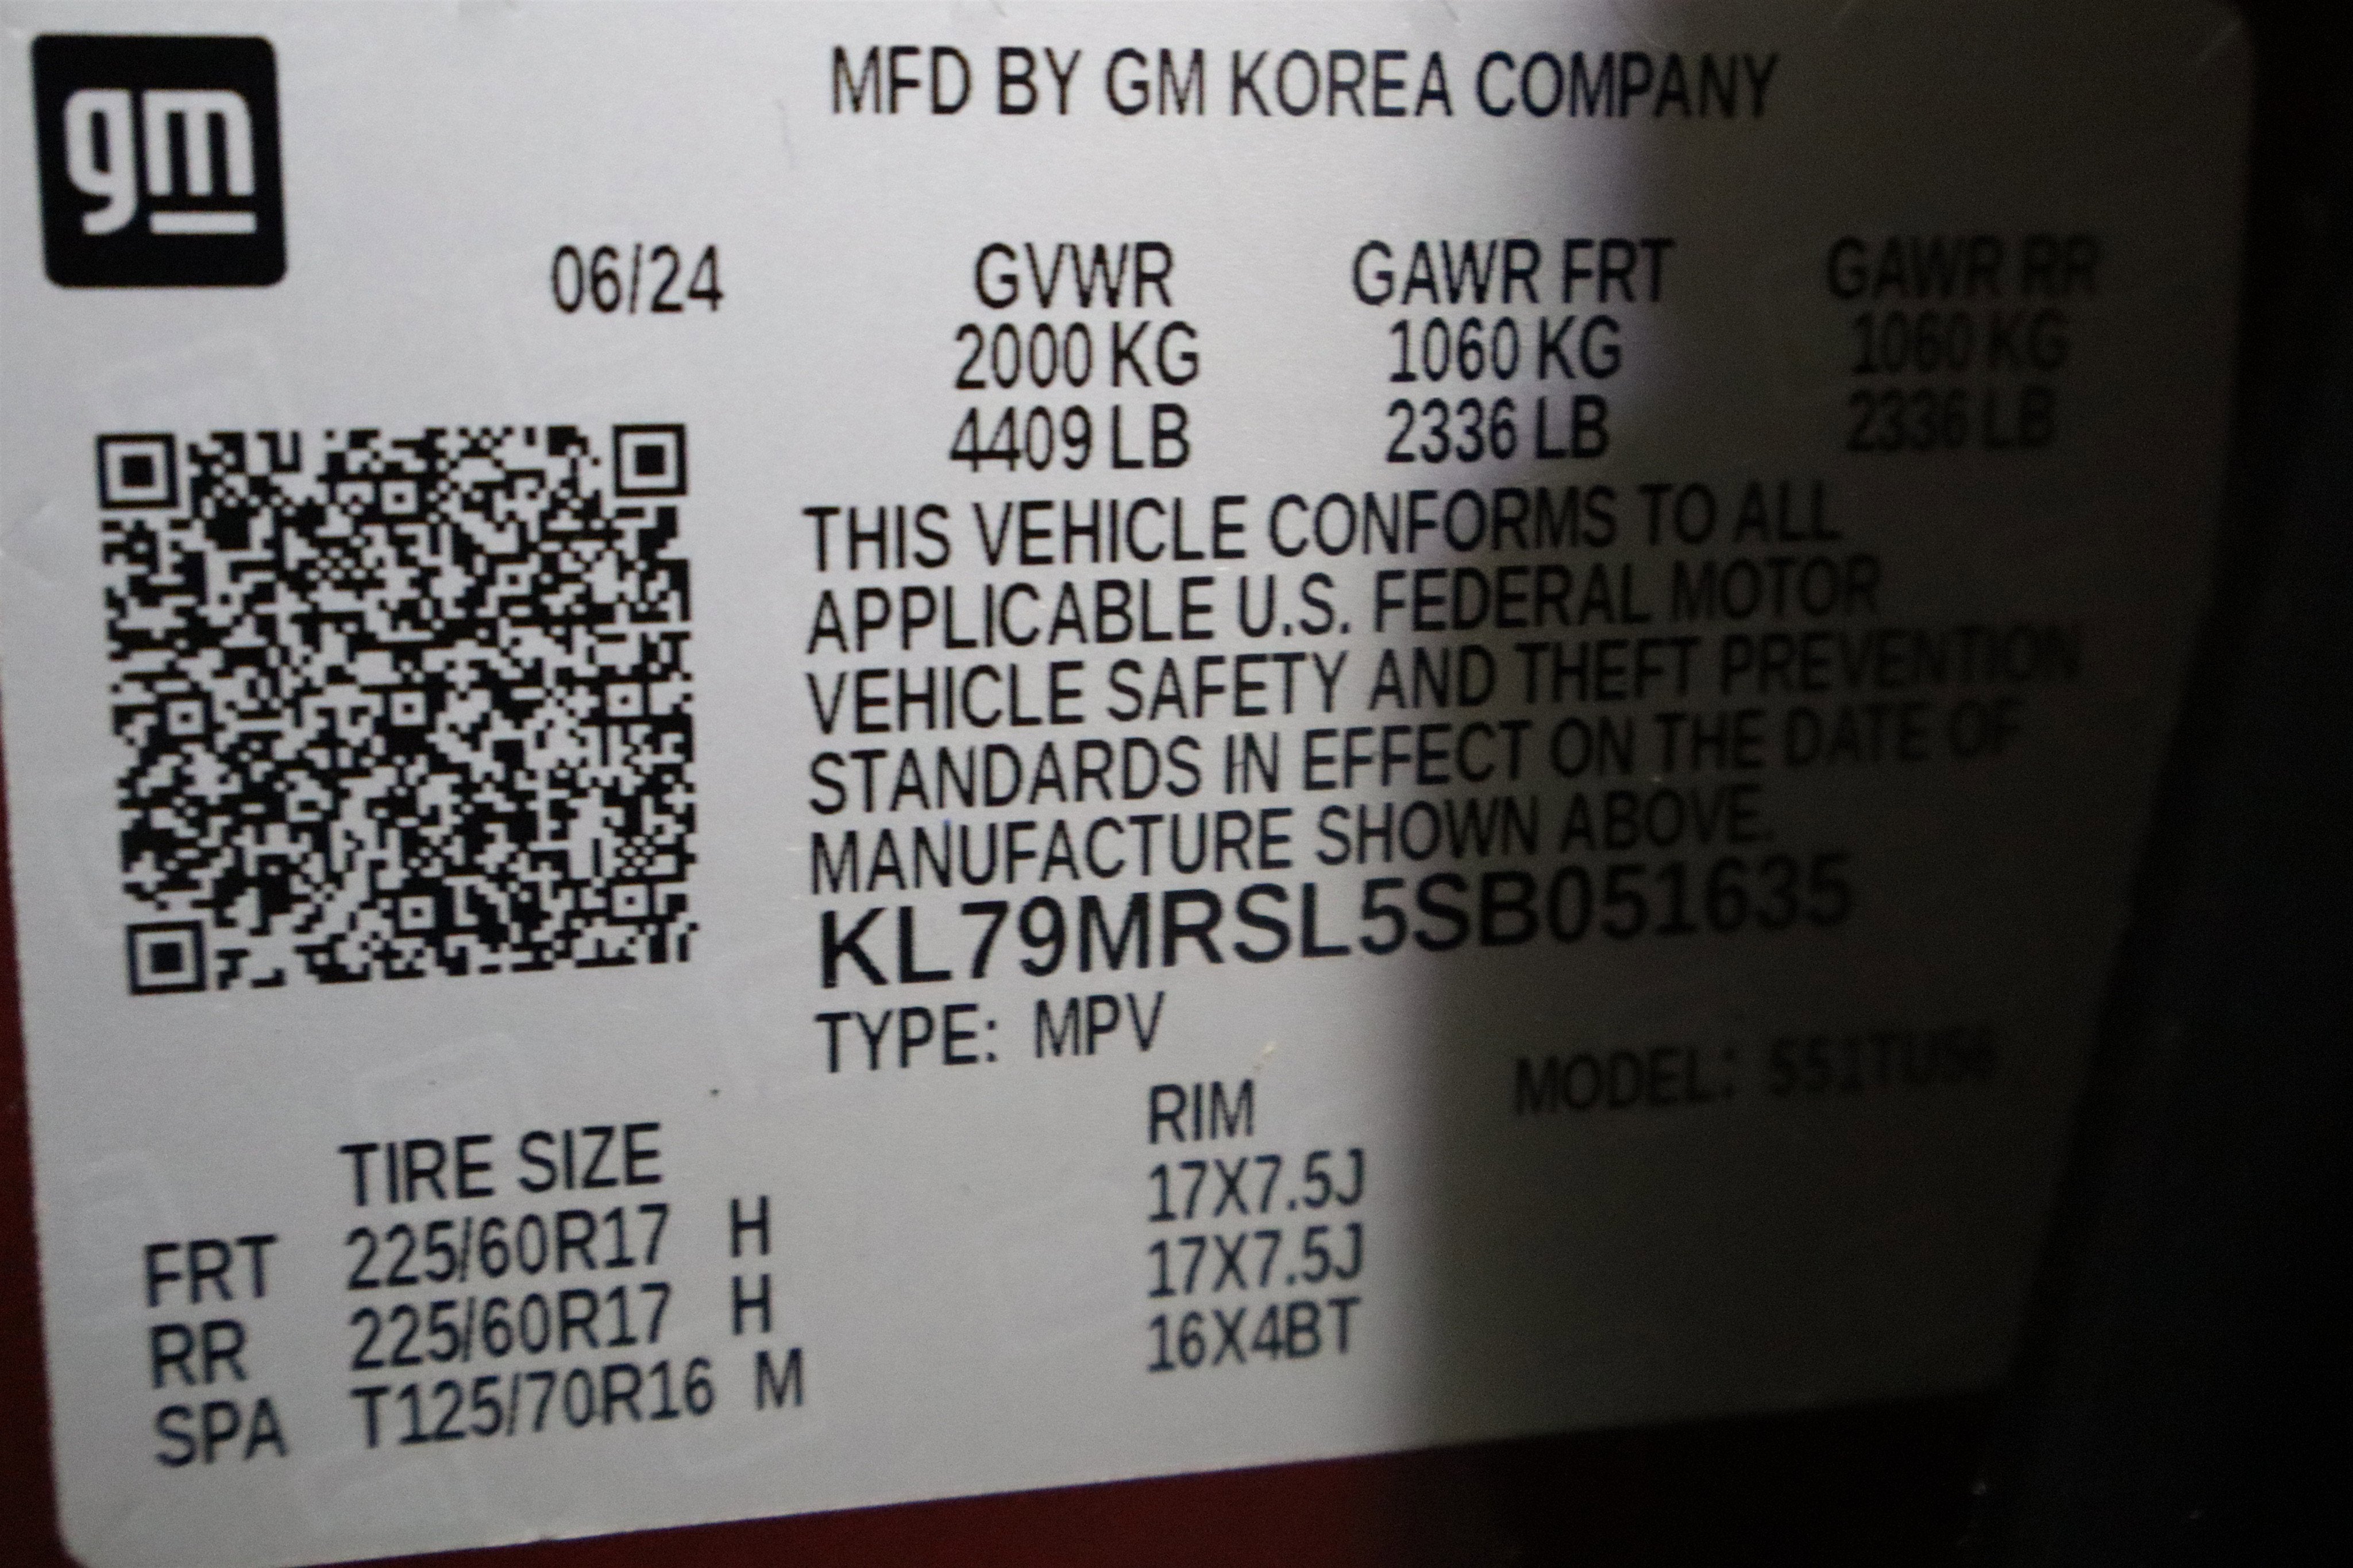 gm
MFD BY GM KOREA COMPANY
06/24
GVWR GAWR FRT GAWR RR
2000 KG 1060 KG 1060 KG
4409 LB 2336 LB 2336 LB
THIS VEHICLE CONFORMS TO ALL
APPLICABLE U.S. FEDERAL MOTOR
VEHICLE SAFETY AND THEFT PREVENTION
STANDARDS IN EFFECT ON THE DATE OF
MANUFACTURE SHOWN ABOVE.
KL79MRSL5SB051635
TYPE: MPV MODEL:
TIRE SIZE RIM
FRT 225/60R17 H 17X7.5J
RR 225/60R17 H 17X7.5J
SPA T125/70R16 M 16X4BT